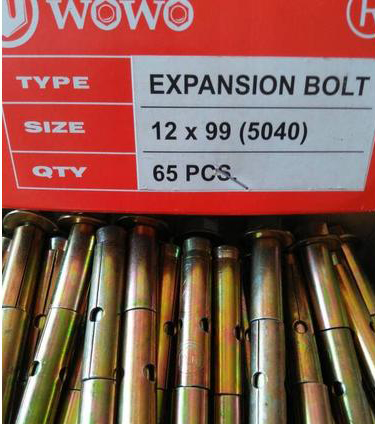 WOWO
R
TYPE EXPANSION BOLT
SIZE 12 x 99 (5040)
QTY 65 PCS.